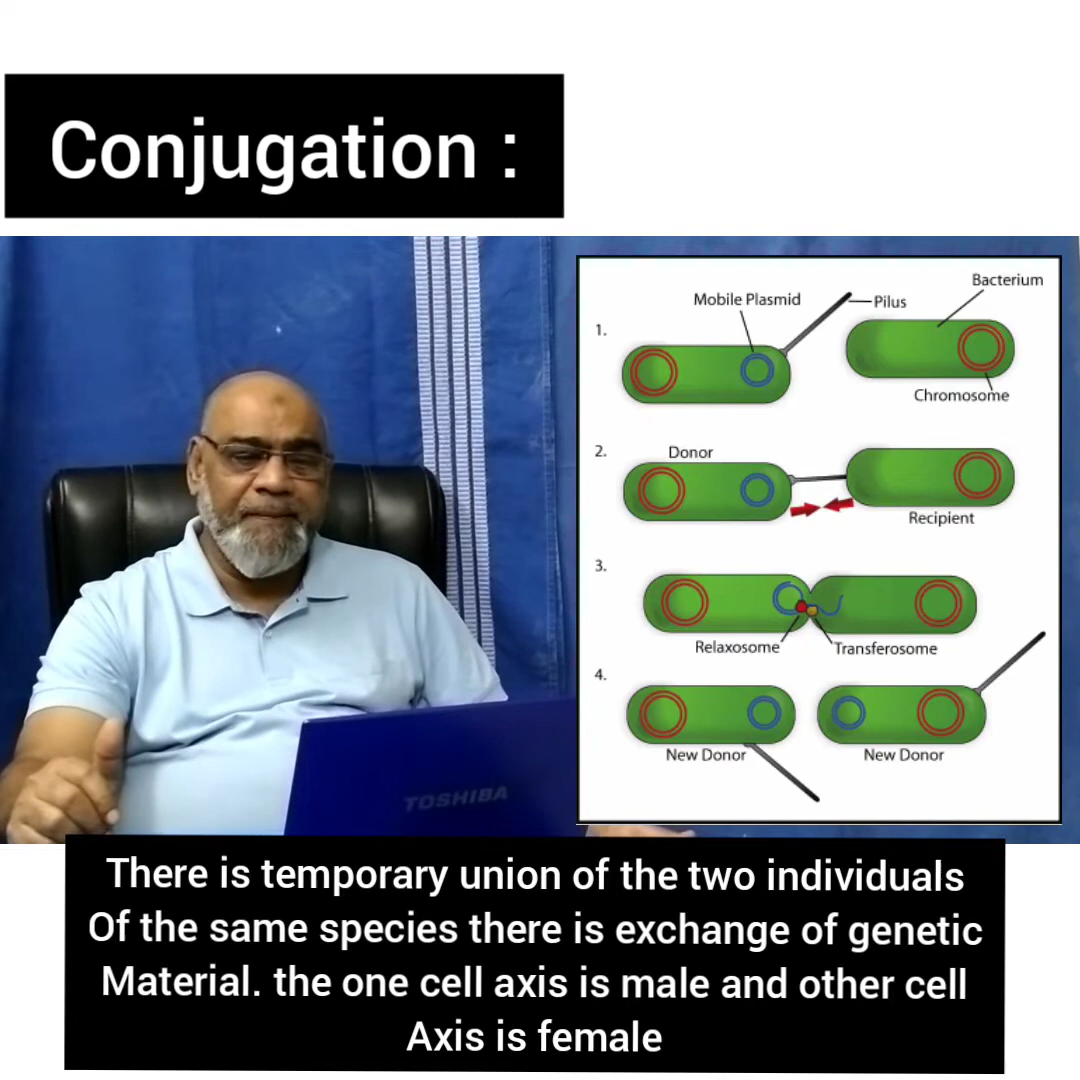 Conjugation :
Mobile Plasmid
Pilus
Bacterium
1.
Chromosome
2.
Donor
Recipient
3.
Relaxosome
Transferosome
4.
New Donor
New Donor
TOSHIBA
There is temporary union of the two individuals
Of the same species there is exchange of genetic
Material. the one cell axis is male and other cell
Axis is female